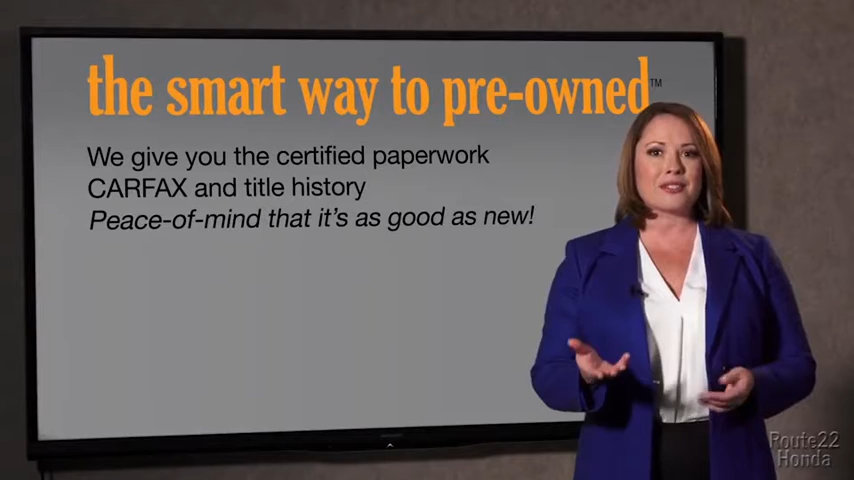 the smart way to pre-owned™
We give you the certified paperwork
CARFAX and title history
Peace-of-mind that it's as good as new!
Route22
Honda